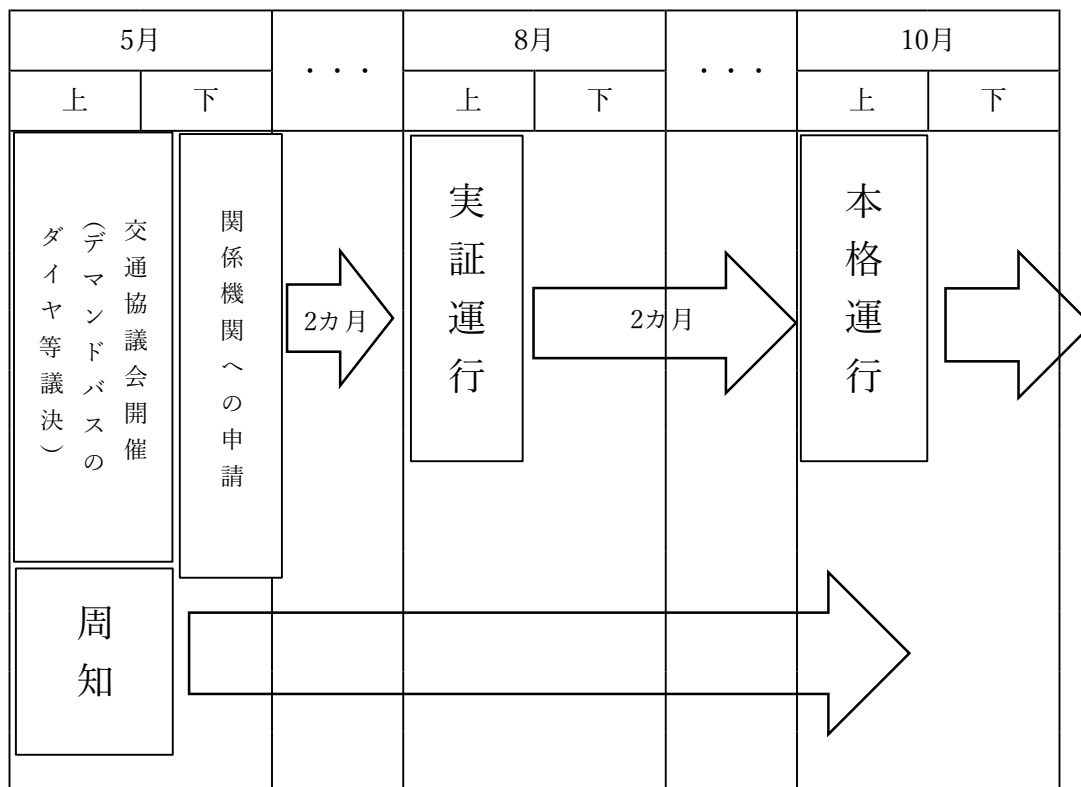 5月
・・・
8月
・・・
10月
上
下
上
下
上
下
交通協議会開催
(デマンドバスの
ダイヤ等議決)
関係機関への申請
2カ月
実証運行
2カ月
本格運行
周知